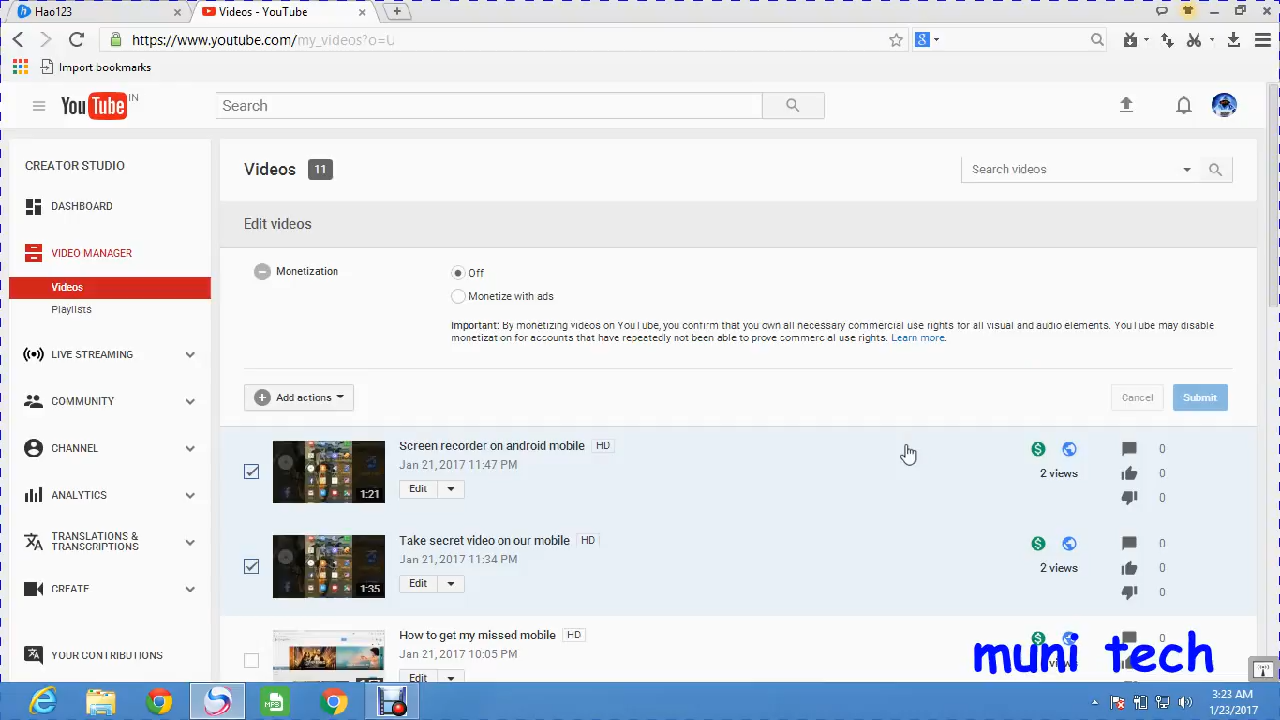 Hao123
Videos - YouTube
https://www.youtube.com/my_videos?o=U
Import bookmarks
YouTube IN
Search
CREATOR STUDIO
DASHBOARD
VIDEO MANAGER
Videos
Playlists
LIVE STREAMING
COMMUNITY
CHANNEL
ANALYTICS
TRANSLATIONS &
TRANSCRIPTIONS
CREATE
YOUR CONTRIBUTIONS
Videos 11
Search videos
Edit videos
Monetization
Off
Monetize with ads
Important: By monetizing videos on YouTube, you confirm that you own all necessary commercial use rights for all visual and audio elements. YouTube may disable
monetization for accounts that have repeatedly not been able to prove commercial use rights. Learn more.
Add actions
Cancel
Submit
Screen recorder on android mobile HD
Jan 21, 2017 11:47 PM
1:21
Edit
2 views
0
0
0
Take secret video on our mobile HD
Jan 21, 2017 11:34 PM
1:35
Edit
2 views
0
0
0
How to get my missed mobile HD
Jan 21, 2017 10:05 PM
Edit
0
muni tech
3:23 AM
1/23/2017